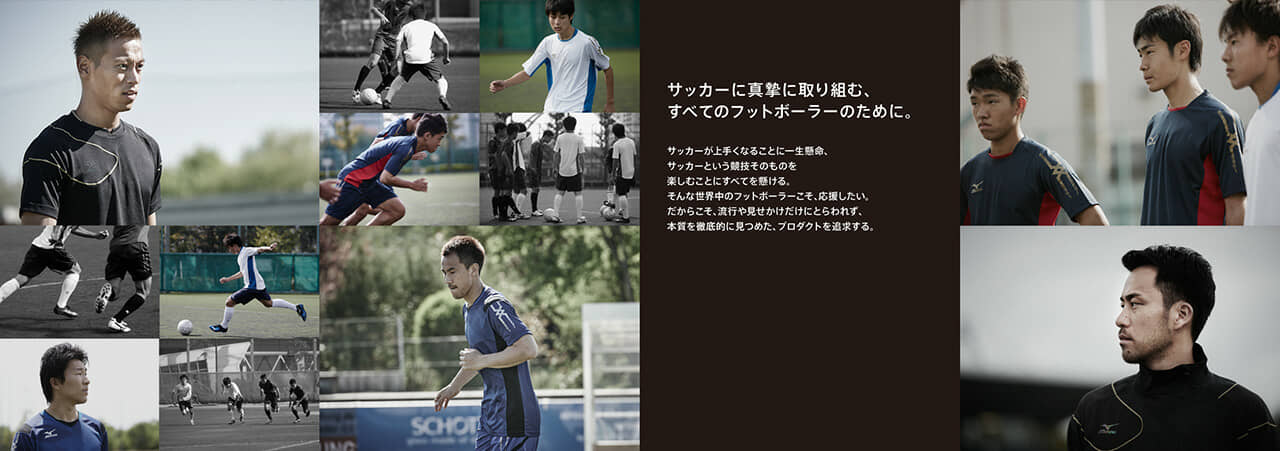 サッカーに真摯に取り組む、
すべてのフットボーラーのために。
サッカーが上手くなることに一生懸命、
サッカーという競技そのものを
楽しむことにすべてを懸ける。
そんな世界中のフットボーラーこそ、応援したい。
だからこそ、流行や見せかけだけにとらわれず、
本質を徹底的に見つめた、プロダクトを追求する。
SCHOT